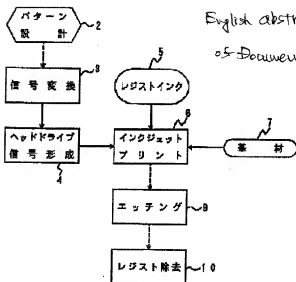 パターン
設計
2
English abst
of Docume
信号変換
3
5
レジストインク
ヘッドドライブ
信号形成
4
インクジェット
プリント
6
7
基材
エッチング
9
レジスト除去
10